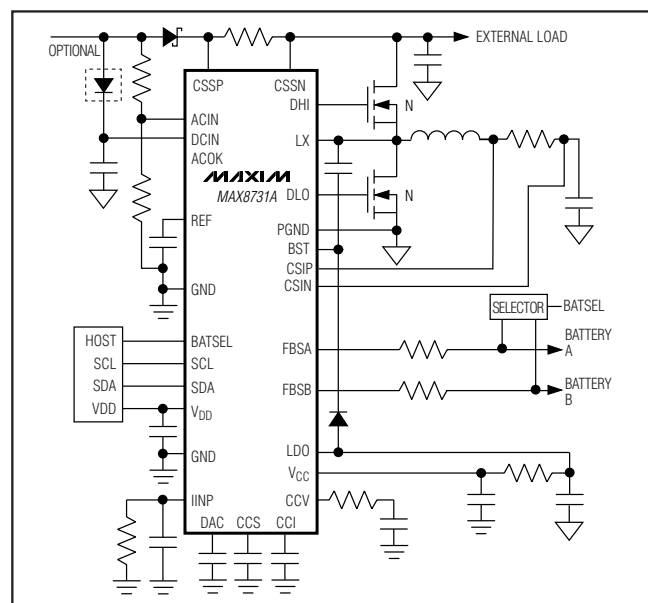 OPTIONAL
EXTERNAL LOAD
CSSP
CSSN
DHI
N
ACIN
DCIN
ACOK
LX
MAXIM
MAX8731A
DLO
N
REF
PGND
BST
CSIP
CSIN
GND
SELECTOR
BATSEL
HOST
BATSEL
FBSA
BATTERY
A
SCL
SCL
SDA
SDA
FBSB
BATTERY
B
VDD
VDD
GND
LDO
VCC
IINP
CCV
DAC
CCS
CCI